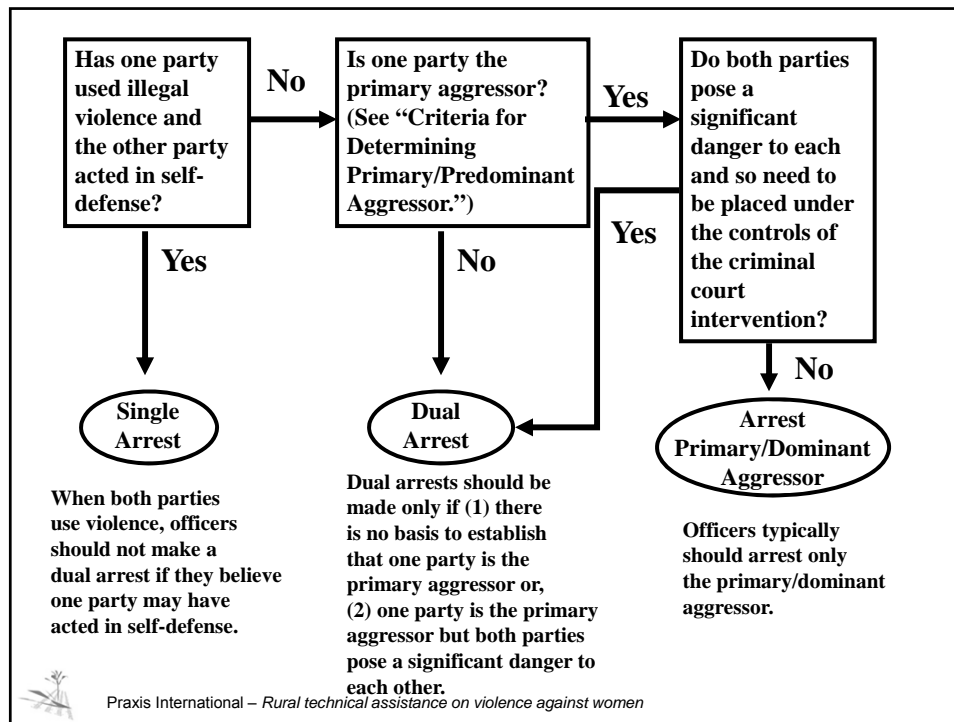 Has one party
used illegal
violence and
the other party
acted in self-
defense?
No
Is one party the
primary aggressor?
(See “Criteria for
Determining
Primary/Predominant
Aggressor.”)
Yes
Do both parties
pose a
significant
danger to each
and so need to
be placed under
the controls of
the criminal
court
intervention?
Yes
No
Yes
No
Single
Arrest
Dual
Arrest
Arrest
Primary/Dominant
Aggressor
When both parties
use violence, officers
should not make a
dual arrest if they believe
one party may have
acted in self-defense.
Dual arrests should be
made only if (1) there
is no basis to establish
that one party is the
primary aggressor or,
(2) one party is the primary
aggressor but both parties
pose a significant danger to
each other.
Officers typically
should arrest only
the primary/dominant
aggressor.
Praxis International – Rural technical assistance on violence against women